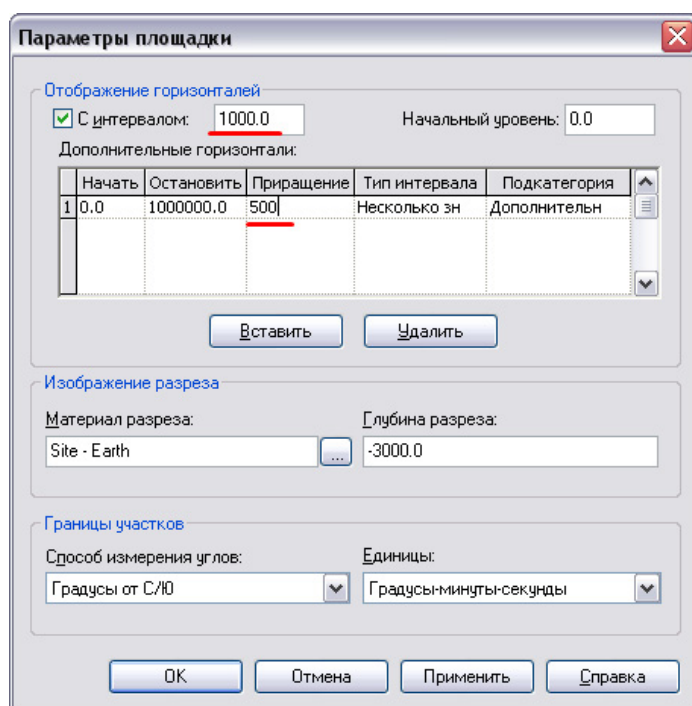 Параметры площадки
Отображение горизонталей
С интервалом: 1000.0 Начальный уровень: 0.0
Дополнительные горизонтали:
Начать Остановить Приращение Тип интервала Подкатегория
1 0.0 1000000.0 500 Несколько зн Дополнительн
Вставить Удалить
Изображение разреза
Материал разреза: Глубина разреза:
Site - Earth ... -3000.0
Границы участков
Способ измерения углов: Единицы:
Градусы от С/Ю Градусы-минуты-секунды
OK Отмена Применить Справка